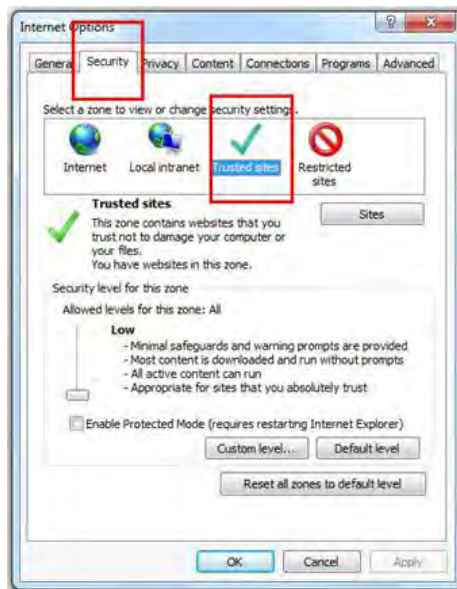 Internet Options
General Security Privacy Content Connections Programs Advanced
Select a zone to view or change security settings.
Internet Local intranet Trusted sites Restricted sites
Trusted sites
Sites
This zone contains websites that you
trust not to damage your computer or
your files.
You have websites in this zone.
Security level for this zone
Allowed levels for this zone: All
Low
- Minimal safeguards and warning prompts are provided
- Most content is downloaded and run without prompts
- All active content can run
- Appropriate for sites that you absolutely trust
Enable Protected Mode (requires restarting Internet Explorer)
Custom level... Default level
Reset all zones to default level
OK Cancel Apply